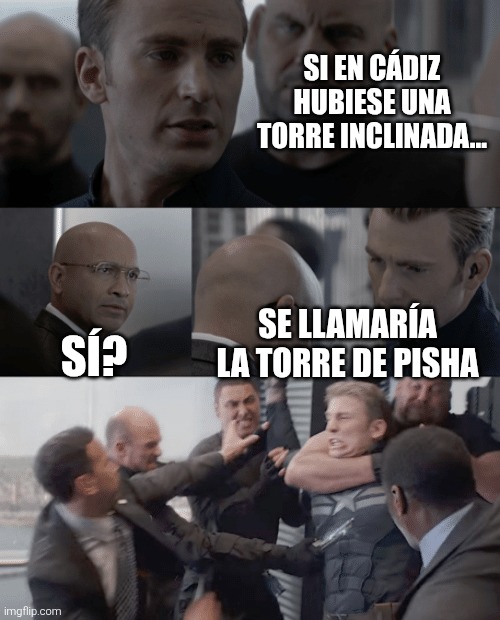 SI EN CÁDIZ
HUBIESE UNA
TORRE INCLINADA...
SÍ?
SE LLAMARÍA
LA TORRE DE PISHA
imgflip.com